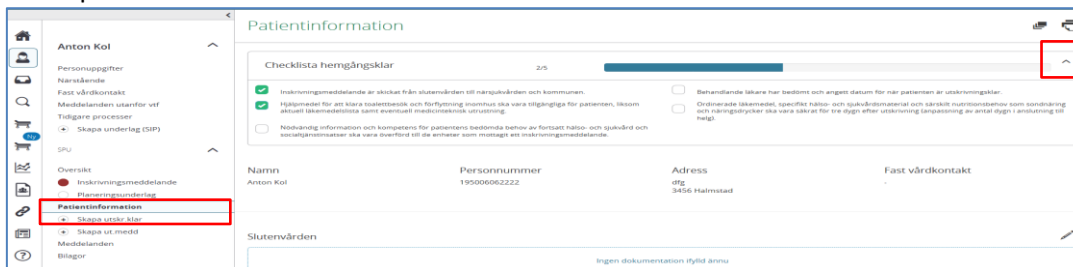 Patientinformation
Anton Kol
Personuppgifter
Närstående
Fast vårdkontakt
Meddelanden utanför vtf
Tidigare processer
Skapa underlag (SIP)
Ny
SPU
Översikt
Inskrivningsmeddelande
Planeringsunderlag
Patientinformation
Skapa utskr.klar
Skapa ut.medd
Meddelanden
Bilagor
Checklista hemgångsklar
2/5
Inskrivningsmeddelande är skickat från slutenvården till närsjukvården och kommunen.
Hjälpmedel för att klara toalettbesök och förflyttning inomhus ska vara tillgängliga för patienten, liksom
aktuell läkemedelslista samt eventuell medicinteknisk utrustning.
Nödvändig information och kompetens för patientens bedömda behov av fortsatt hälso- och sjukvård och
socialtjänstinsatser ska vara överförd till de enheter som mottagit ett inskrivningsmeddelande.
Behandlande läkare har bedömt och angett datum för när patienten är utskrivningsklar.
Ordinerade läkemedel, specifikt hälso- och sjukvårdsmaterial och särskilt nutritionsbehov som sondnäring
och näringsdrycker ska vara säkrat för tre dygn efter utskrivning (anpassning av antal dygn i anslutning till
helg).
Namn
Anton Kol
Personnummer
195006062222
Adress
dfg
3456 Halmstad
Fast vårdkontakt
-
Slutenvården
Ingen dokumentation ifylld ännu